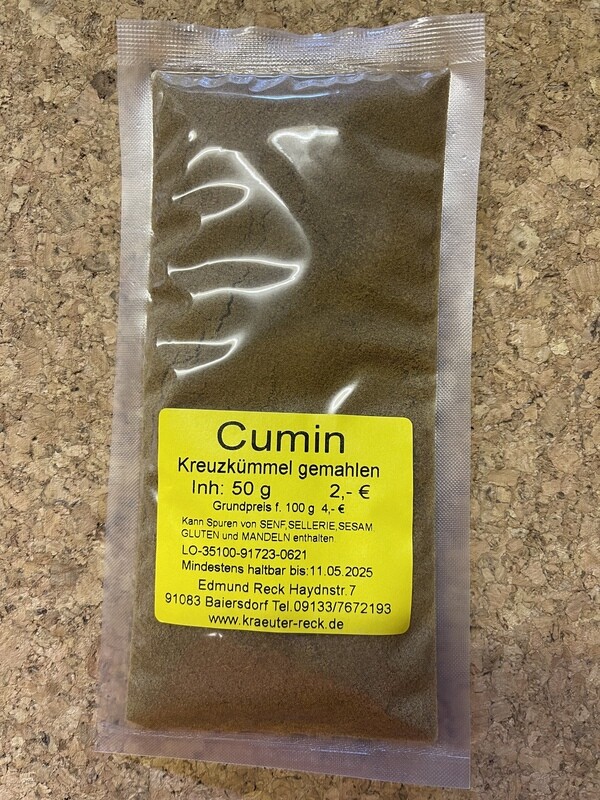 Cumin
Kreuzkümmel gemahlen
Inh: 50 g 2,- €
Grundpreis f. 100 g 4,- €
Kann Spuren von SENF,SELLERIE,SESAM
GLUTEN und MANDELN enthalten
LO-35100-91723-0621
Mindestens haltbar bis:11.05.2025
Edmund Reck Haydnstr.7
91083 Baiersdorf Tel.09133/7672193
www.kraeuter-reck.de